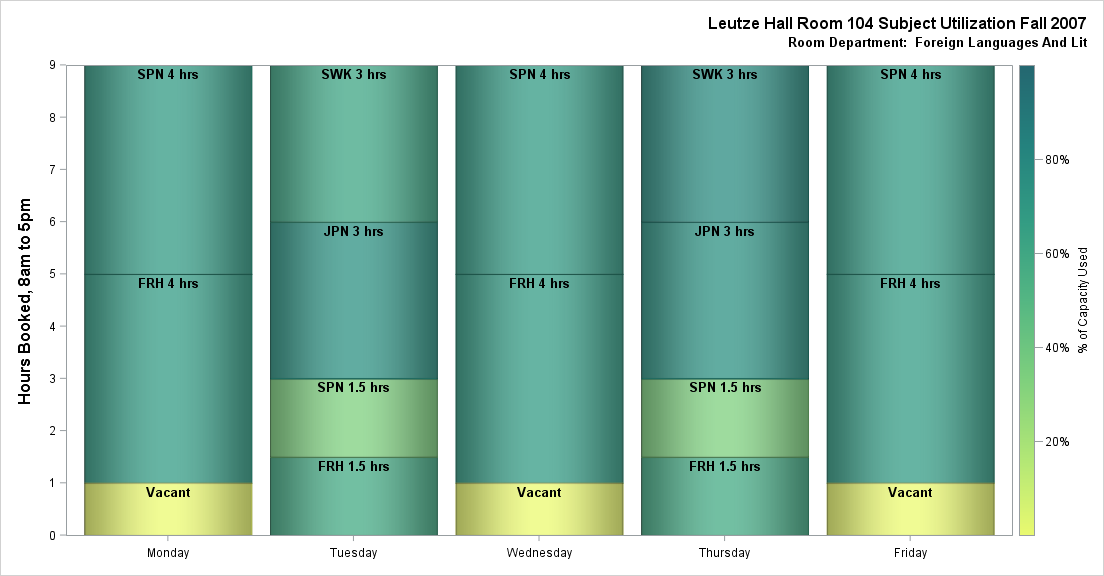 Leutze Hall Room 104 Subject Utilization Fall 2007
Room Department: Foreign Languages And Lit
Hours Booked, 8am to 5pm
9
8
7
6
5
4
3
2
1
0
SPN 4 hrs
FRH 4 hrs
Vacant
SWK 3 hrs
JPN 3 hrs
SPN 1.5 hrs
FRH 1.5 hrs
SPN 4 hrs
FRH 4 hrs
Vacant
SWK 3 hrs
JPN 3 hrs
SPN 1.5 hrs
FRH 1.5 hrs
SPN 4 hrs
FRH 4 hrs
Vacant
Monday Tuesday Wednesday Thursday Friday
80%
60%
40%
20%
% of Capacity Used